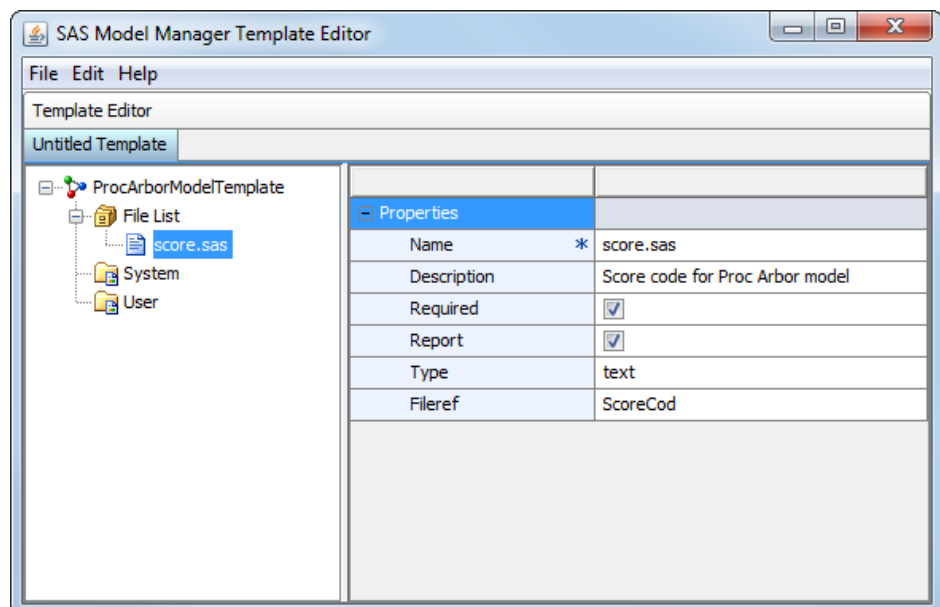 SAS Model Manager Template Editor
File Edit Help
Template Editor
Untitled Template
ProcArborModelTemplate
File List
score.sas
System
User
Properties
Name * score.sas
Description Score code for Proc Arbor model
Required
Report
Type text
Fileref ScoreCod